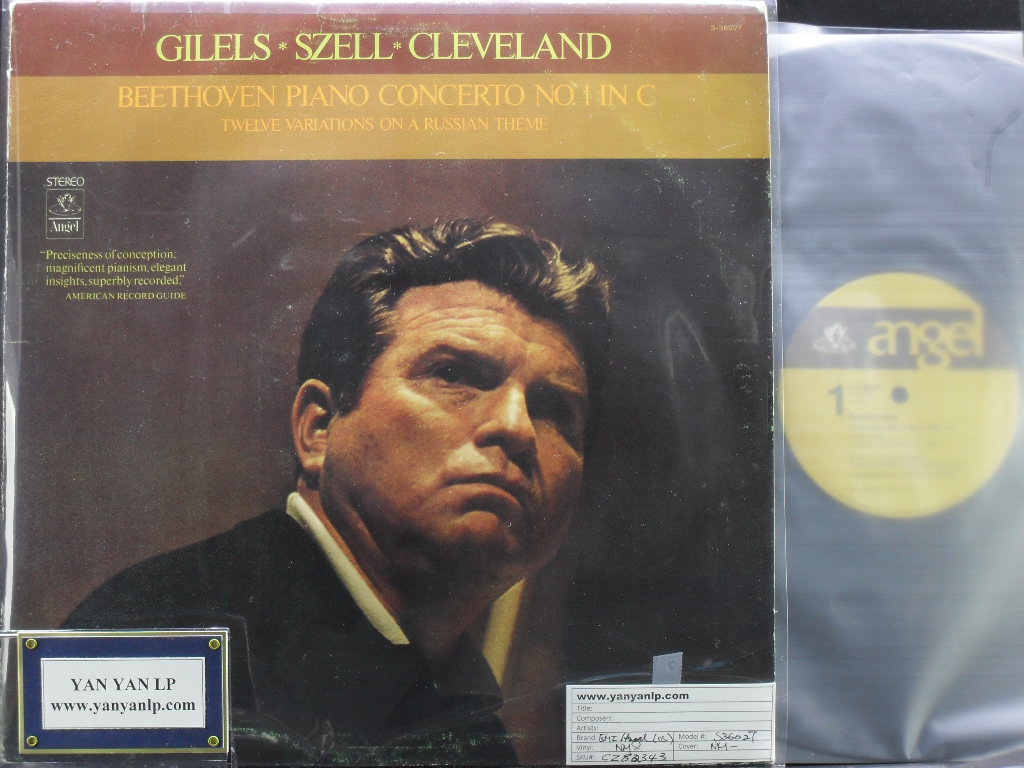 S-36027
GILELS * SZELL * CLEVELAND
BEETHOVEN PIANO CONCERTO NO. 1 IN C
TWELVE VARIATIONS ON A RUSSIAN THEME
STEREO
Angel
"Preciseness of conception,
magnificent pianism, elegant
insights, superbly recorded."
AMERICAN RECORD GUIDE
angel
1
YAN YAN LP
www.yanyanlp.com
www.yanyanlp.com
Title:
Composers:
Artists:
Brand: EMI/Angel (US) Model #: S36027
Vinyl: NM Cover: NM-
SKU#: